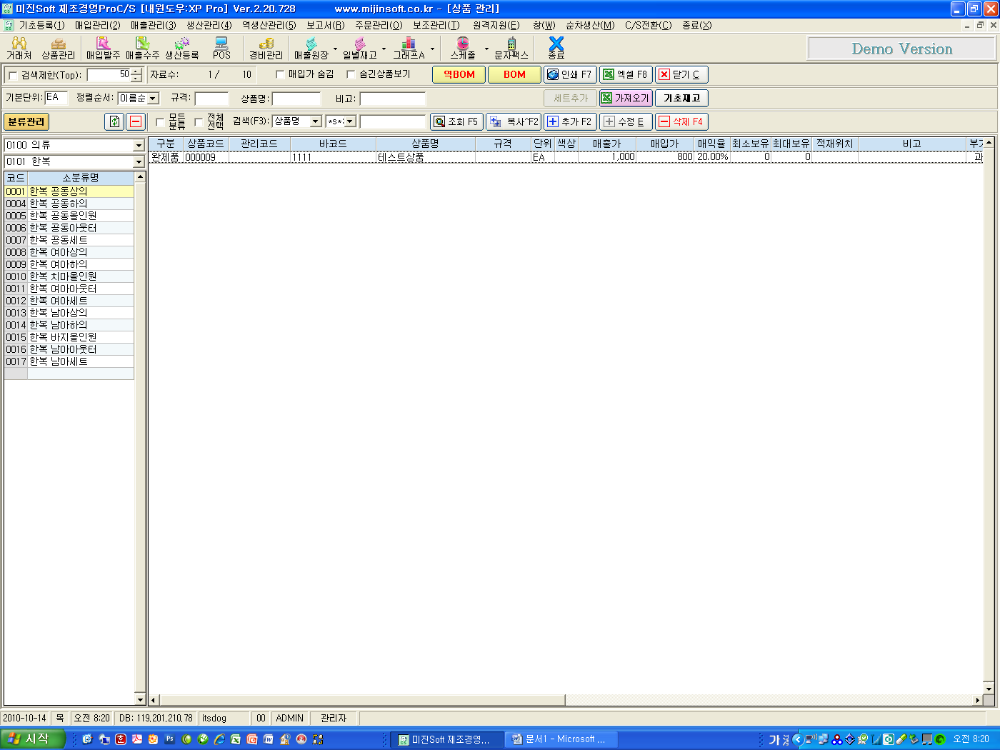 미진Soft 제조경영ProC/S [내윈도우:XP Pro] Ver.2.20.728 www.mijinsoft.co.kr - [상품 관리]
기초등록(1) 매입관리(2) 매출관리(3) 생산관리(4) 역생산관리(5) 보고서(R) 주문관리(O) 보조관리(T) 원격지원(E) 창(W) 순차생산(M) C/S전환(C) 종료(X)
거래처 상품관리 매입발주 매출수주 생산등록 POS 경비관리 매출원장 일별재고 그래프A 스케줄 문자팩스 종료 Demo Version
검색제한(Top): 50 자료수: 1 / 10 매입가 숨김 숨긴상품보기 역BOM BOM 인쇄 F7 엑셀 F8 닫기 C
기본단위: EA 정렬순서: 이름순 규격: 상품명: 비고: 세트추가 가져오기 기초재고
분류관리 모든 분류 전체 선택 검색(F3): 상품명 조회 F5 복사^F2 추가 F2 수정 E 삭제 F4
0100 의류
0101 한복
구분 상품코드 관리코드 바코드 상품명 규격 단위 색상 매출가 매입가 매익율 최소보유 최대보유 적재위치 비고
완제품 000009 1111 테스트상품 EA 1,000 800 20.00% 0 0
코드 소분류명
0001 한복 공동상의
0004 한복 공동하의
0005 한복 공동올인원
0006 한복 공동아웃터
0007 한복 공동세트
0008 한복 여아상의
0009 한복 여아하의
0010 한복 치마올인원
0011 한복 여아아웃터
0012 한복 여아세트
0013 한복 남아상의
0014 한복 남아하의
0015 한복 바지올인원
0016 한복 남아아웃터
0017 한복 남아세트
2010-10-14 목 오전 8:20 DB: 119,201,210,78 itsdog 00 ADMIN 관리자
시작 미진Soft 제조경영... 문서1 - Microsoft ... 가 오전 8:20